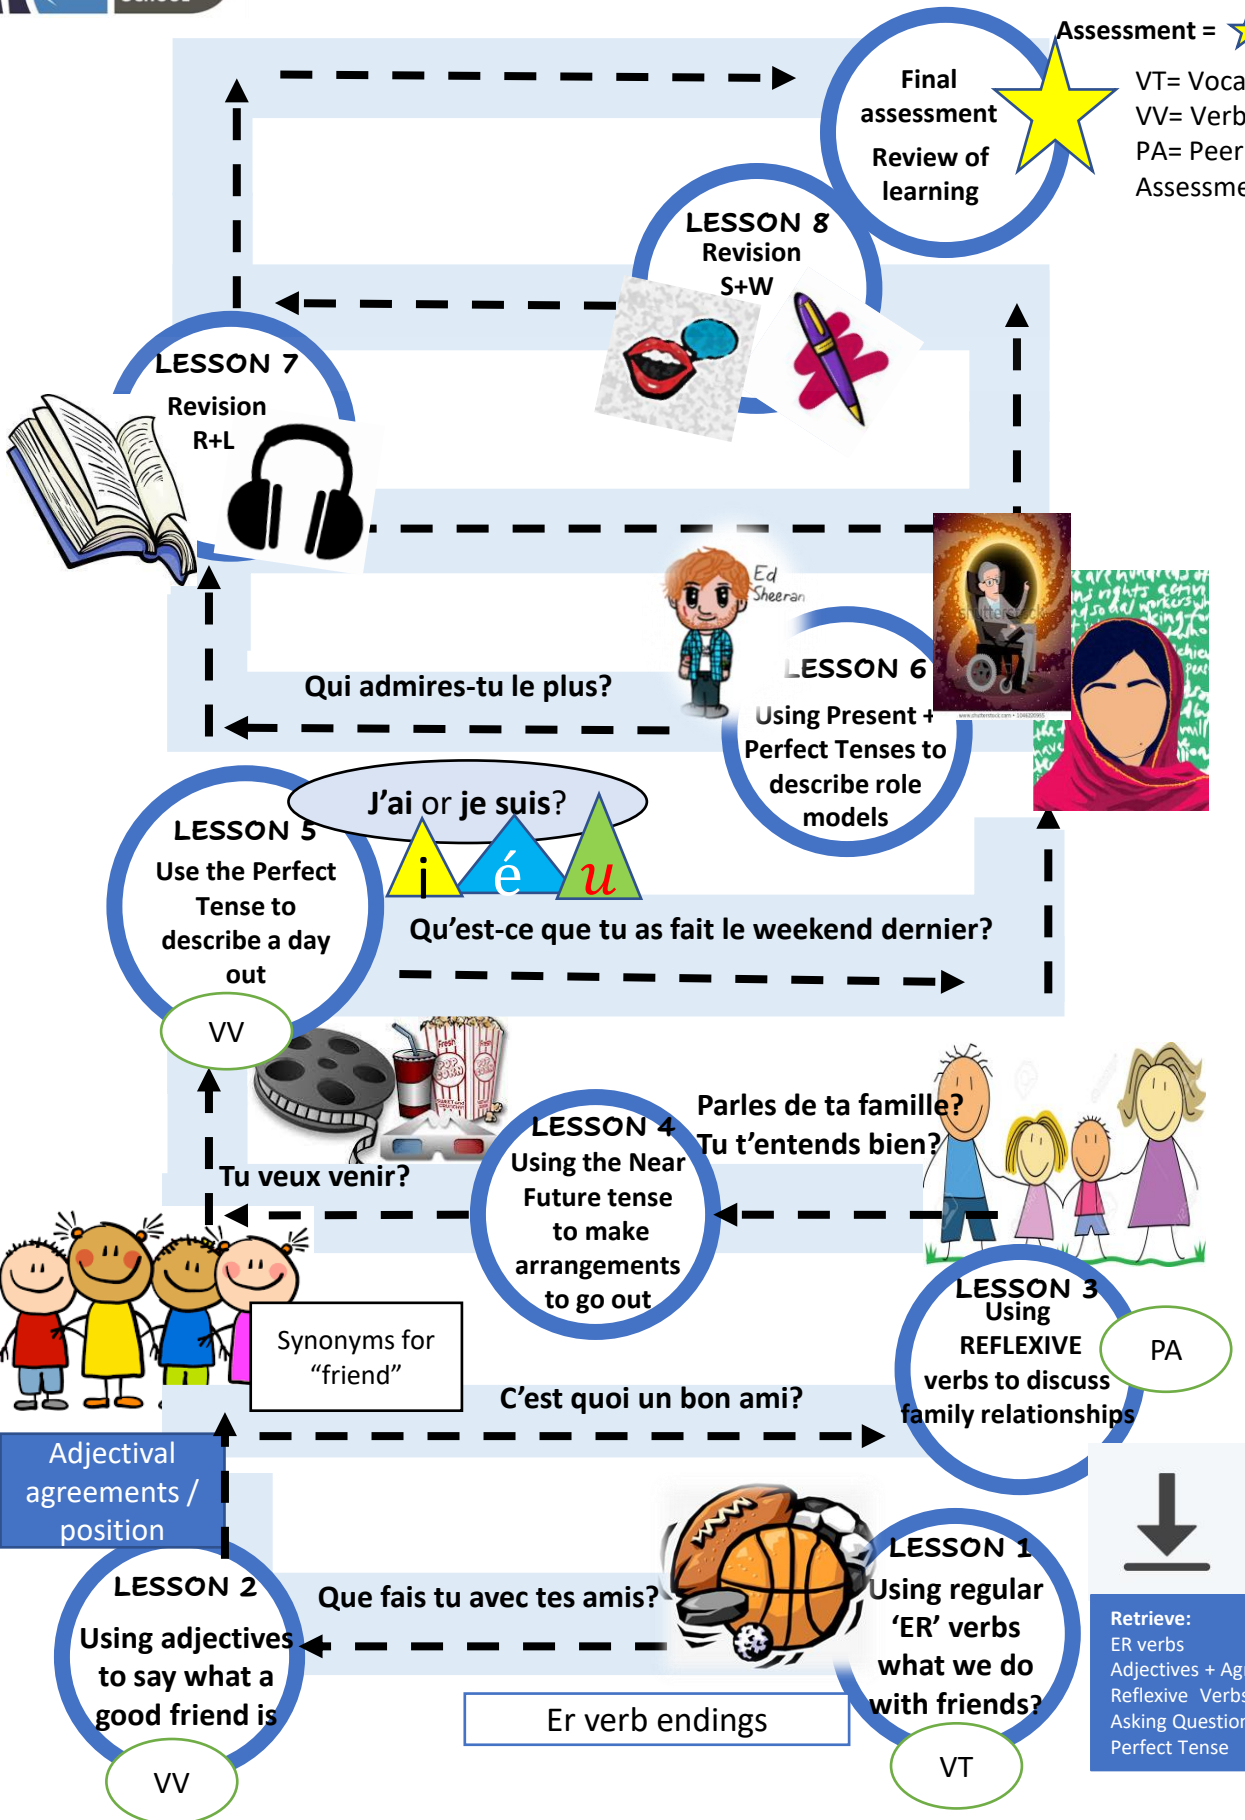 SCHOOL
Assessment =
VT= Voca
VV= Verb
PA= Peer
Assessme
Final
assessment
Review of
learning
LESSON 8
Revision
S+W
LESSON 7
Revision
R+L
Ed
Sheeran
LESSON 6
Using Present +
Perfect Tenses to
describe role
models
Qui admires-tu le plus?
J'ai or je suis?
i
é
u
LESSON 5
Use the Perfect
Tense to
describe a day
out
VV
Qu'est-ce que tu as fait le weekend dernier?
Parles de ta famille?
Tu t'entends bien?
LESSON 4
Using the Near
Future tense
to make
arrangements
to go out
Tu veux venir?
LESSON 3
Using
REFLEXIVE
verbs to discuss
family relationships
PA
Synonyms for
“friend”
C'est quoi un bon ami?
Adjectival
agreements /
position
LESSON 2
Using adjectives
to say what a
good friend is
VV
Que fais tu avec tes amis?
Er verb endings
LESSON 1
Using regular
‘ER’ verbs
what we do
with friends?
VT
Retrieve:
ER verbs
Adjectives + Agr
Reflexive Verbs
Asking Question
Perfect Tense